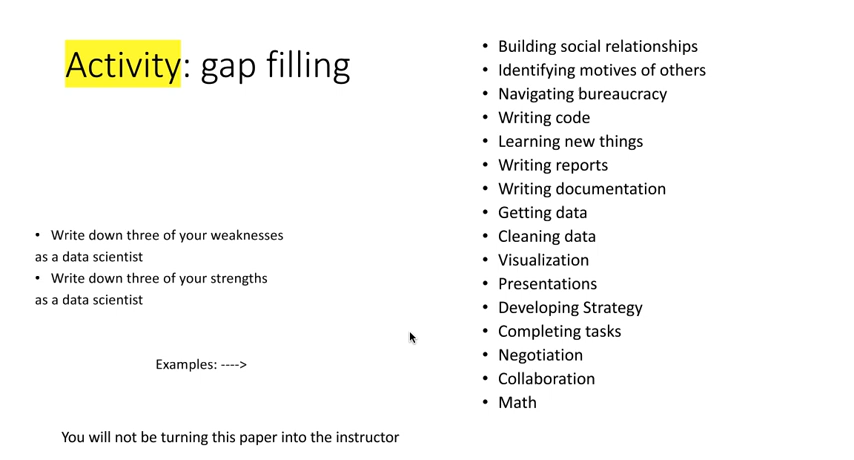 Activity: gap filling
• Write down three of your weaknesses
as a data scientist
• Write down three of your strengths
as a data scientist
Examples: ---->
You will not be turning this paper into the instructor
• Building social relationships
• Identifying motives of others
• Navigating bureaucracy
• Writing code
• Learning new things
• Writing reports
• Writing documentation
• Getting data
• Cleaning data
• Visualization
• Presentations
• Developing Strategy
• Completing tasks
• Negotiation
• Collaboration
• Math